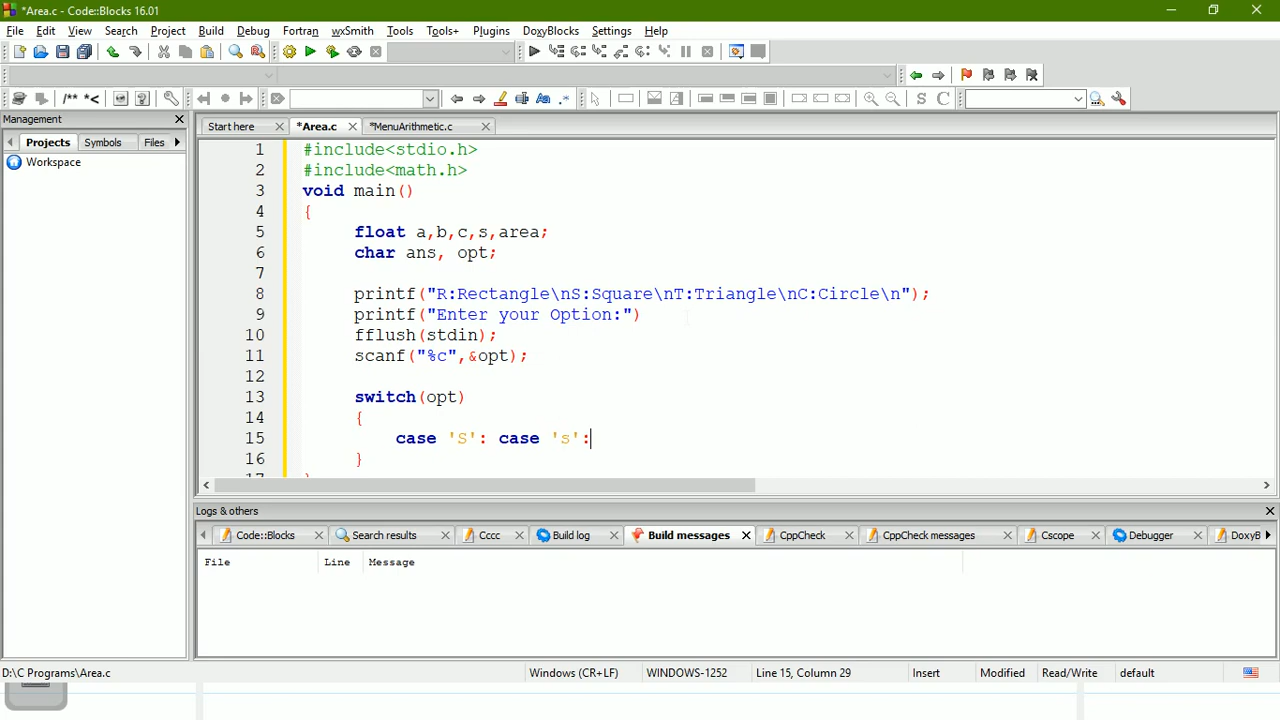 *Area.c - Code::Blocks 16.01
File Edit View Search Project Build Debug Fortran wxSmith Tools Tools+ Plugins DoxyBlocks Settings Help
/** *<
S C
Management
Start here *Area.c *MenuArithmetic.c
Projects Symbols Files
Workspace
1 #include<stdio.h>
2 #include<math.h>
3 void main()
4 {
5 float a,b,c,s,area;
6 char ans, opt;
7
8 printf("R:Rectangle\nS:Square\nT:Triangle\nC:Circle\n");
9 printf("Enter your Option:")
10 fflush(stdin);
11 scanf("%c",&opt);
12
13 switch(opt)
14 {
15 case 'S': case 's':
16 }
Logs & others
Code::Blocks Search results Cccc Build log Build messages CppCheck CppCheck messages Cscope Debugger DoxyB
File Line Message
D:\C Programs\Area.c Windows (CR+LF) WINDOWS-1252 Line 15, Column 29 Insert Modified Read/Write default